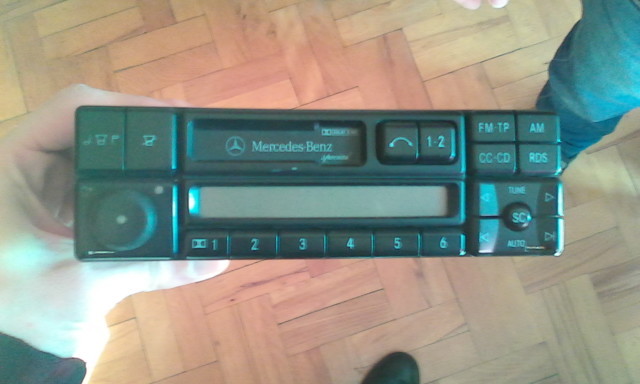 Mercedes-Benz
1-2
FM·TP
AM
CC-CD
RDS
TUNE
SC
AUTO
1 2 3 4 5 6